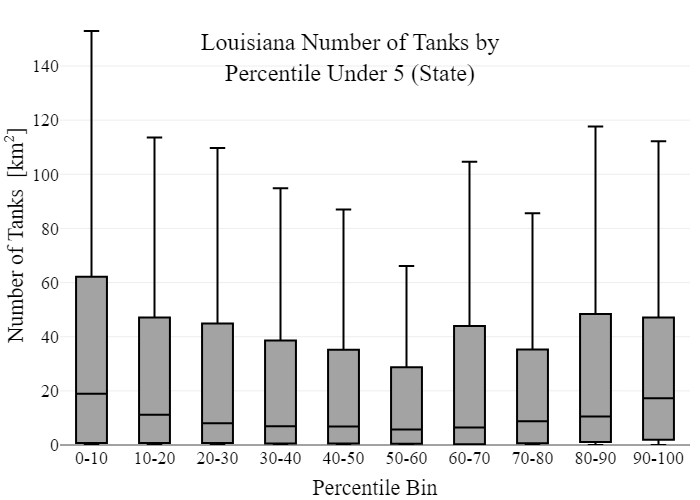 Louisiana Number of Tanks by
Percentile Under 5 (State)
Number of Tanks [km²]
140
120
100
80
60
40
20
0
0-10 10-20 20-30 30-40 40-50 50-60 60-70 70-80 80-90 90-100
Percentile Bin